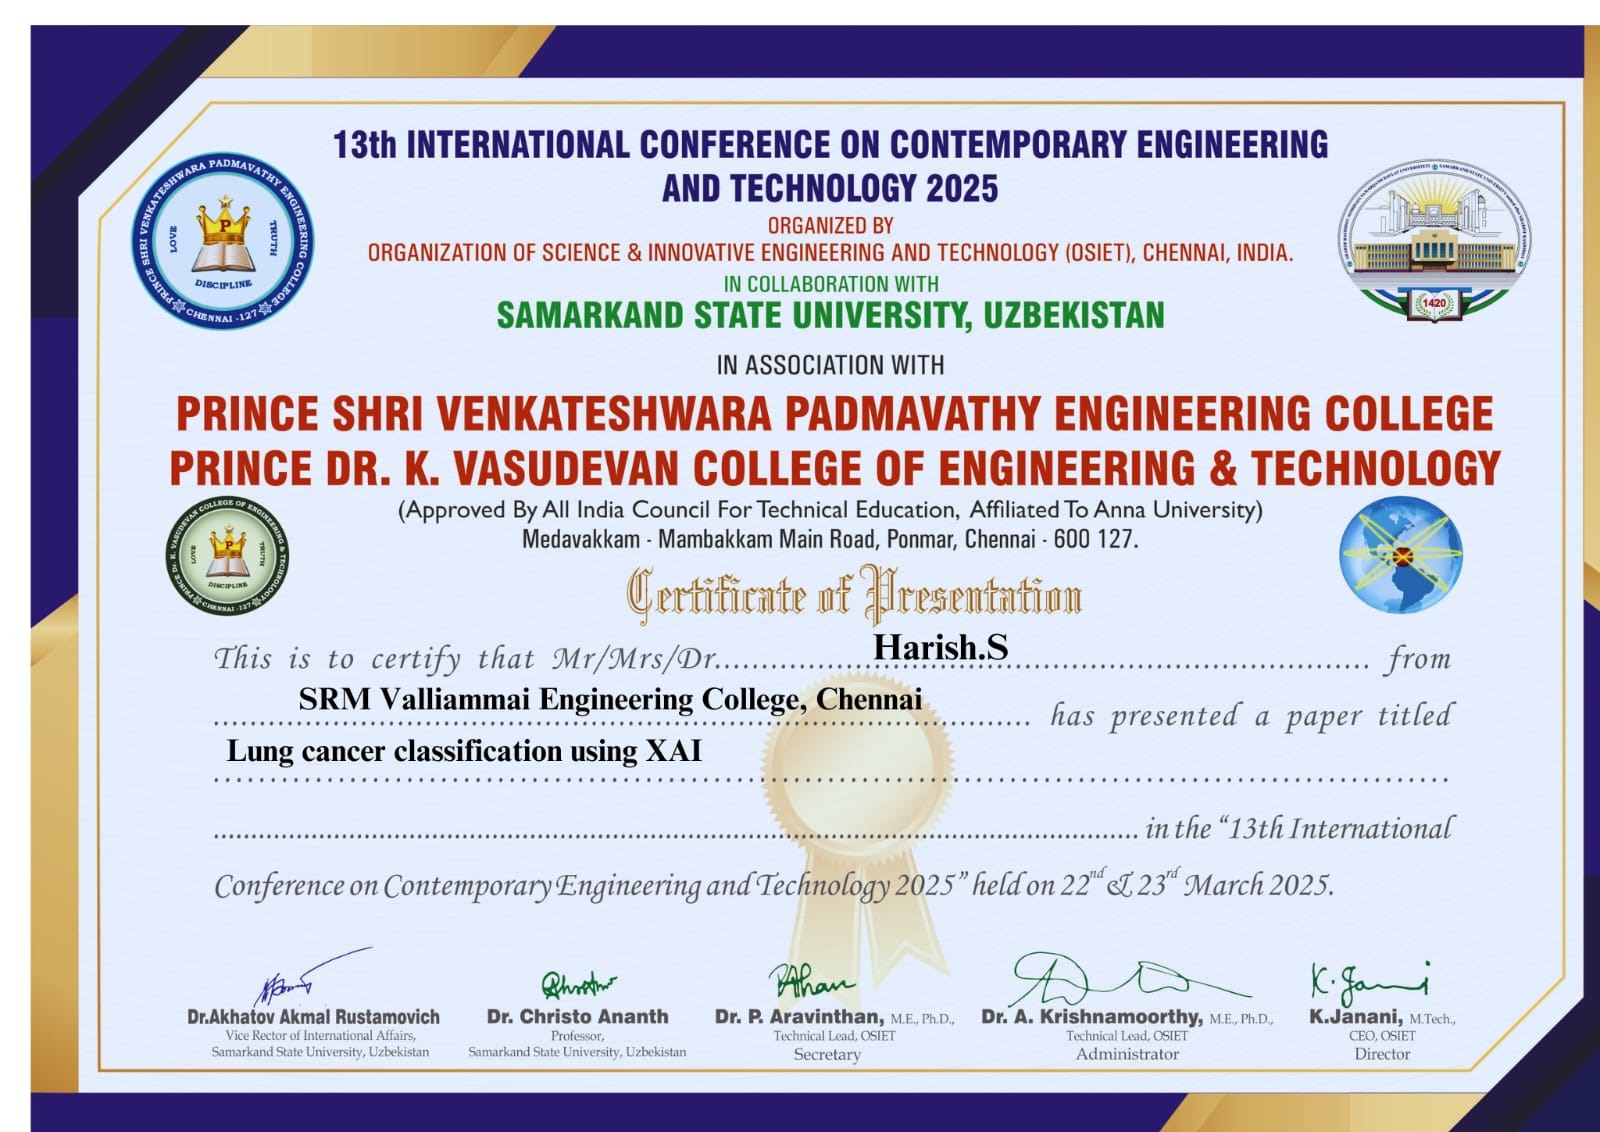 13th INTERNATIONAL CONFERENCE ON CONTEMPORARY ENGINEERING
AND TECHNOLOGY 2025
ORGANIZED BY
ORGANIZATION OF SCIENCE & INNOVATIVE ENGINEERING AND TECHNOLOGY (OSIET), CHENNAI, INDIA.
IN COLLABORATION WITH
SAMARKAND STATE UNIVERSITY, UZBEKISTAN
PRINCE SHRI VENKATESHWARA PADMAVATHY ENGINEERING COLLEGE
CHENNAI -127
LOVE
TRUTH
P
DISCIPLINE
1420
IN ASSOCIATION WITH
PRINCE SHRI VENKATESHWARA PADMAVATHY ENGINEERING COLLEGE
PRINCE DR. K. VASUDEVAN COLLEGE OF ENGINEERING & TECHNOLOGY
(Approved By All India Council For Technical Education, Affiliated To Anna University)
Medavakkam - Mambakkam Main Road, Ponmar, Chennai - 600 127.
PRINCE Dr. K. VASUDEVAN COLLEGE OF ENGINEERING & TECHNOLOGY
CHENNAI -127
LOVE
TRUTH
P
DISCIPLINE
Certificate of Presentation
This is to certify that Mr/Mrs/Dr. Harish.S from
SRM Valliammai Engineering College, Chennai has presented a paper titled
Lung cancer classification using XAI
in the “13th International
Conference on Contemporary Engineering and Technology 2025” held on 22nd & 23rd March 2025.
K. Jani
Dr.Akhatov Akmal Rustamovich
Vice Rector of International Affairs,
Samarkand State University, Uzbekistan
Dr. Christo Ananth
Professor,
Samarkand State University, Uzbekistan
Dr. P. Aravinthan, M.E., Ph.D.,
Technical Lead, OSIET
Secretary
Dr. A. Krishnamoorthy, M.E., Ph.D.,
Technical Lead, OSIET
Administrator
K.Janani, M.Tech.,
CEO, OSIET
Director